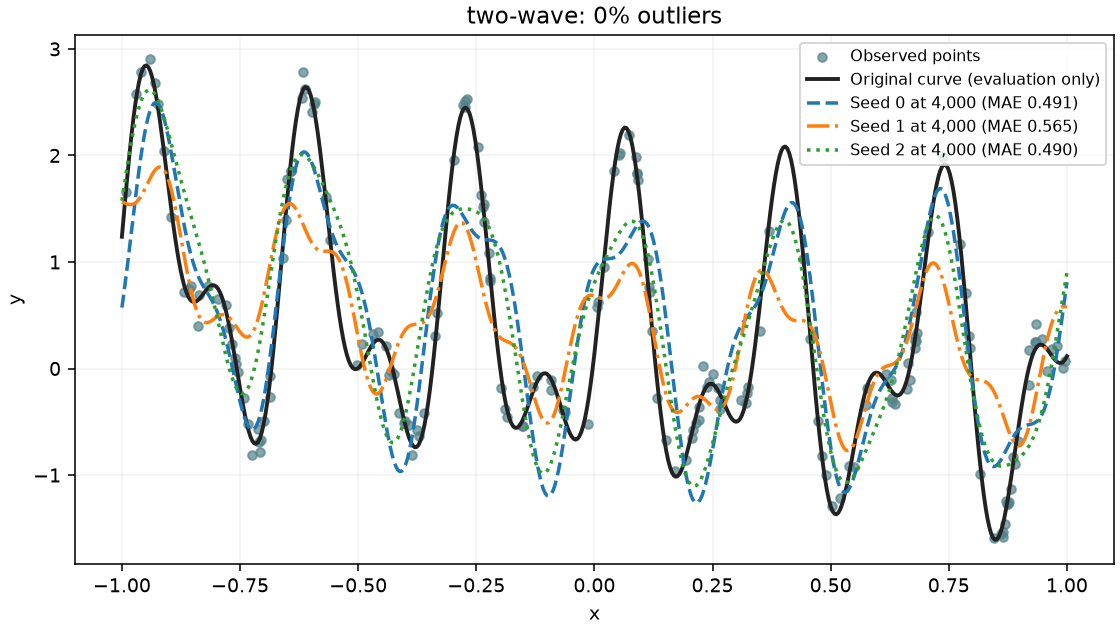 two-wave: 0% outliers
Observed points
Original curve (evaluation only)
Seed 0 at 4,000 (MAE 0.491)
Seed 1 at 4,000 (MAE 0.565)
Seed 2 at 4,000 (MAE 0.490)
3
2
1
0
−1
y
−1.00
−0.75
−0.50
−0.25
0.00
0.25
0.50
0.75
1.00
x